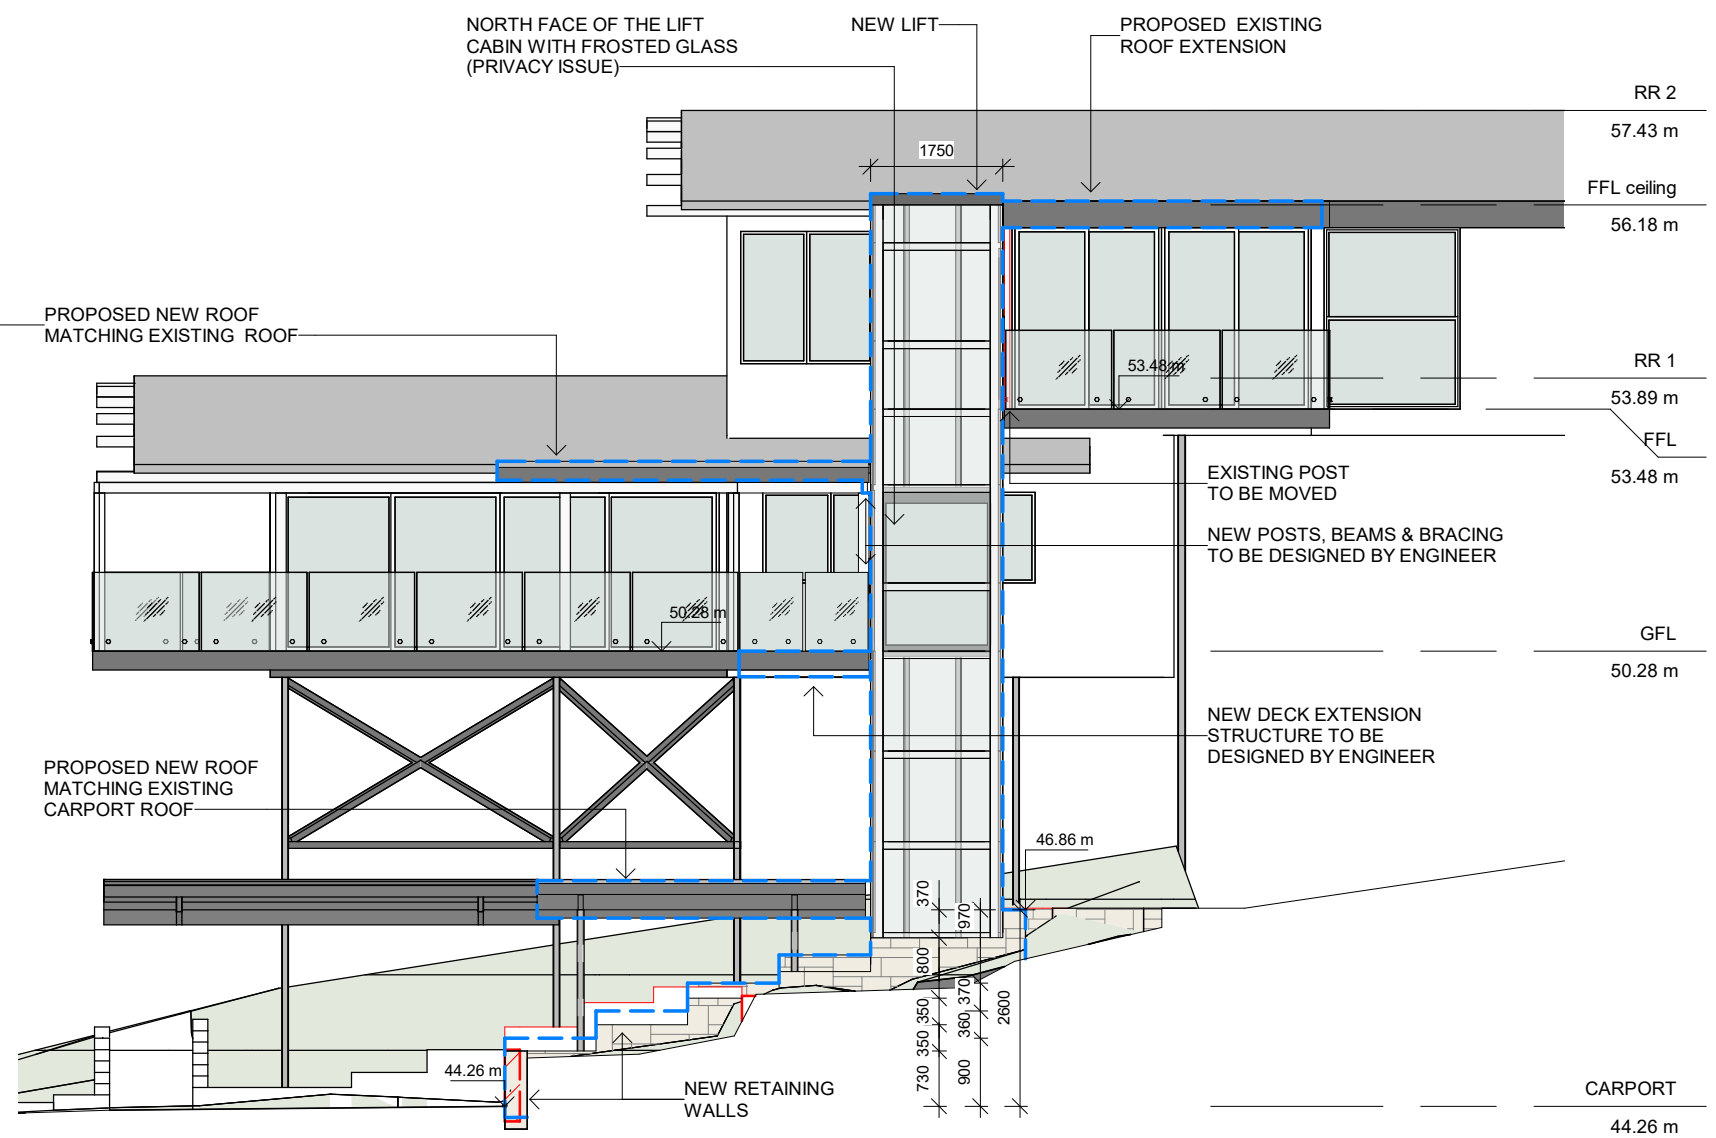 NORTH FACE OF THE LIFT
CABIN WITH FROSTED GLASS
(PRIVACY ISSUE)
NEW LIFT
PROPOSED  EXISTING
ROOF EXTENSION
RR 2
57.43 m
1750
FFL ceiling
56.18 m
PROPOSED NEW ROOF
MATCHING EXISTING  ROOF
53.48 m
RR 1
53.89 m
FFL
53.48 m
EXISTING POST
TO BE MOVED
NEW POSTS, BEAMS & BRACING
TO BE DESIGNED BY ENGINEER
50.28 m
GFL
50.28 m
NEW DECK EXTENSION
STRUCTURE TO BE
DESIGNED BY ENGINEER
PROPOSED NEW ROOF
MATCHING EXISTING
CARPORT ROOF
46.86 m
370
970
800
370
350
360
2600
350
730
900
44.26 m
NEW RETAINING
WALLS
CARPORT
44.26 m